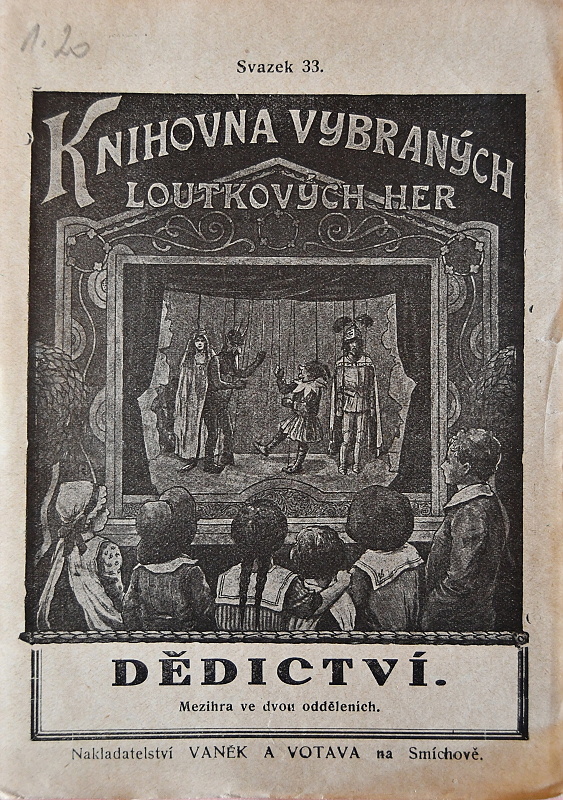 1.20
Svazek 33.
KNIHOVNA VYBRANÝCH
LOUTKOVÝCH HER
DĚDICTVÍ.
Mezihra ve dvou odděleních.
Nakladatelství VANĚK A VOTAVA na Smíchově.